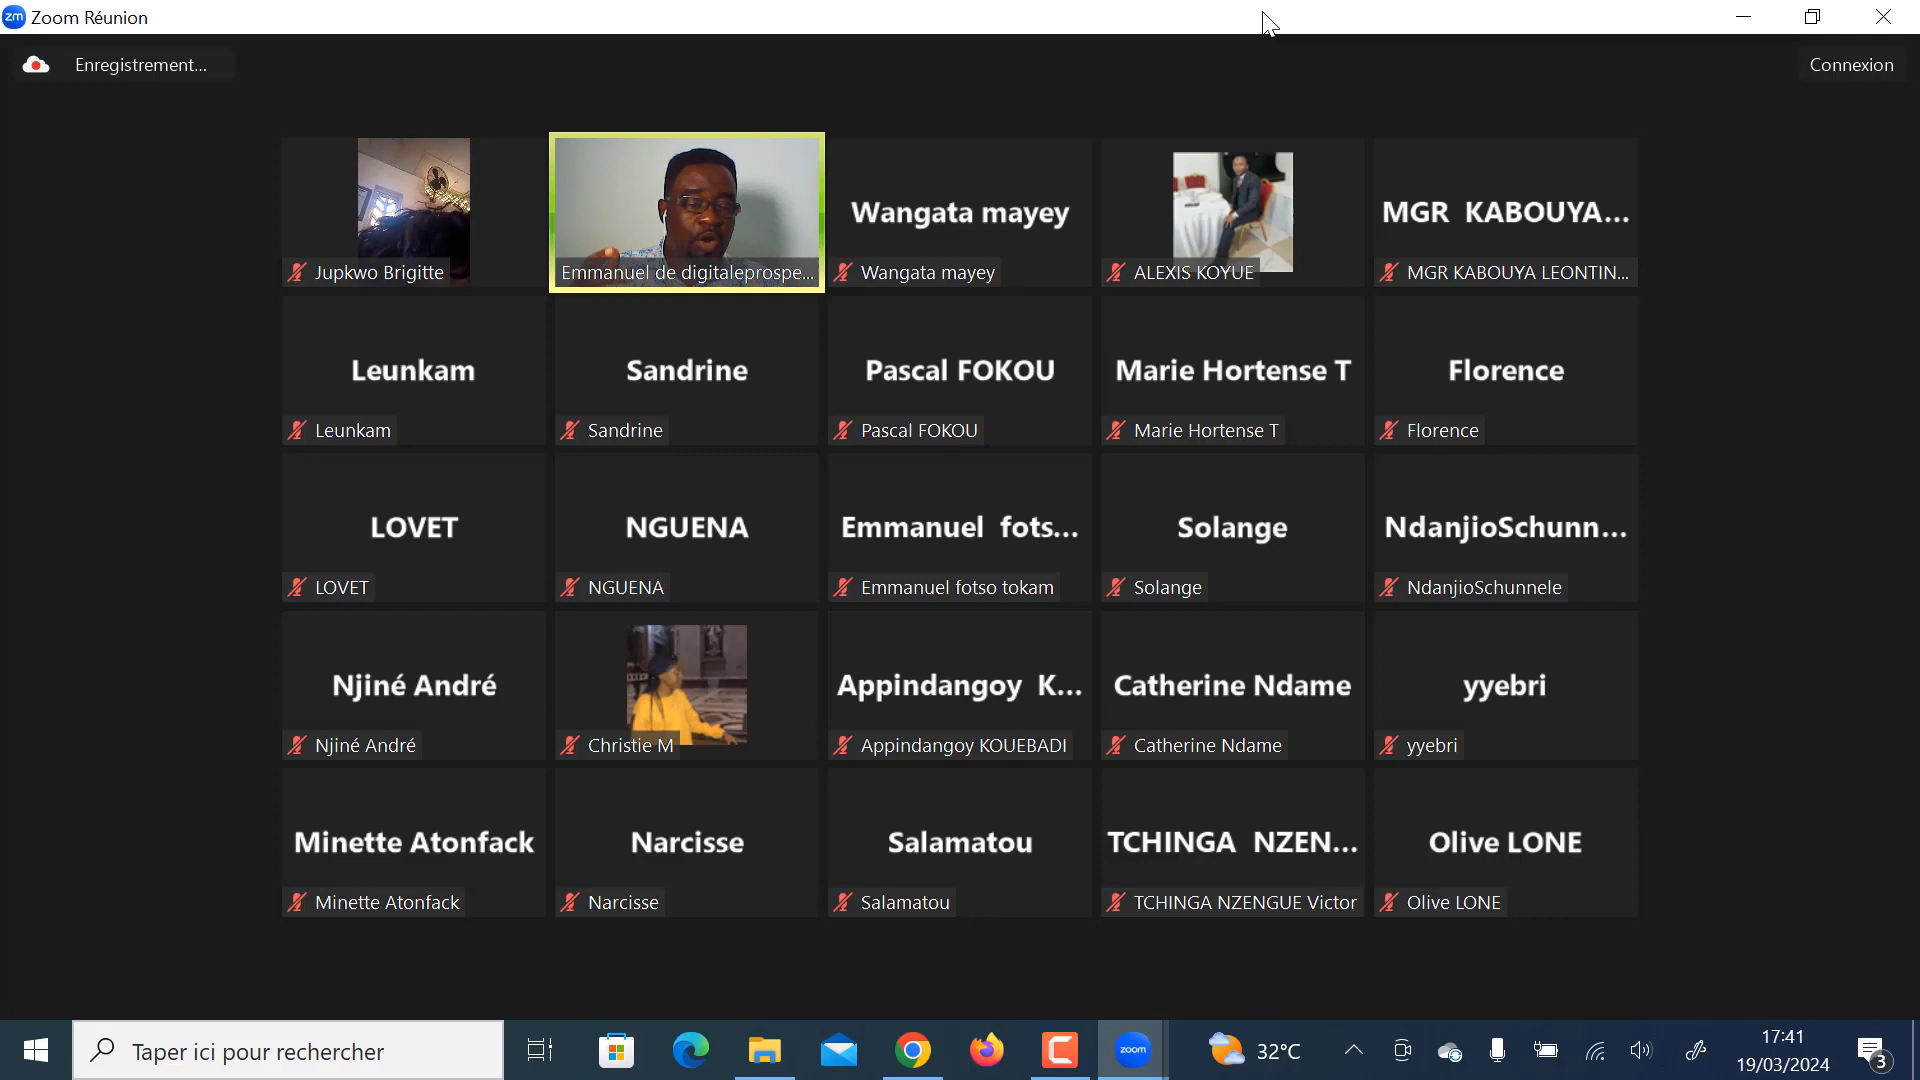 zm Zoom Réunion
Enregistrement...
Connexion
Jupkwo Brigitte
Emmanuel de digitaleprospe...
Wangata mayey
Wangata mayey
ALEXIS KOYUE
MGR KABOUYA...
MGR KABOUYA LEONTIN...
Leunkam
Leunkam
Sandrine
Sandrine
Pascal FOKOU
Pascal FOKOU
Marie Hortense T
Marie Hortense T
Florence
Florence
LOVET
LOVET
NGUENA
NGUENA
Emmanuel fots...
Emmanuel fotso tokam
Solange
Solange
NdanjioSchunn...
NdanjioSchunnele
Njiné André
Njiné André
Christie M
Appindangoy K...
Appindangoy KOUEBADI
Catherine Ndame
Catherine Ndame
yyebri
yyebri
Minette Atonfack
Minette Atonfack
Narcisse
Narcisse
Salamatou
Salamatou
TCHINGA NZEN...
TCHINGA NZENGUE Victor
Olive LONE
Olive LONE
Taper ici pour rechercher
zoom
32°C
17:41
19/03/2024
3